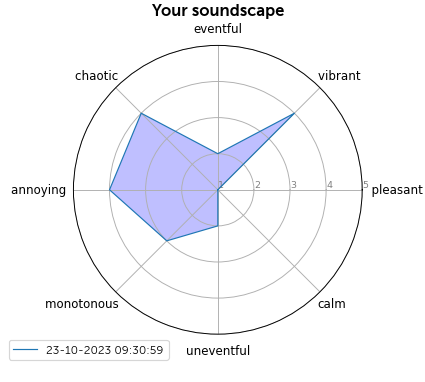 Your soundscape
eventful
chaotic
vibrant
annoying
1
2
3
4
5
pleasant
monotonous
calm
uneventful
23-10-2023 09:30:59